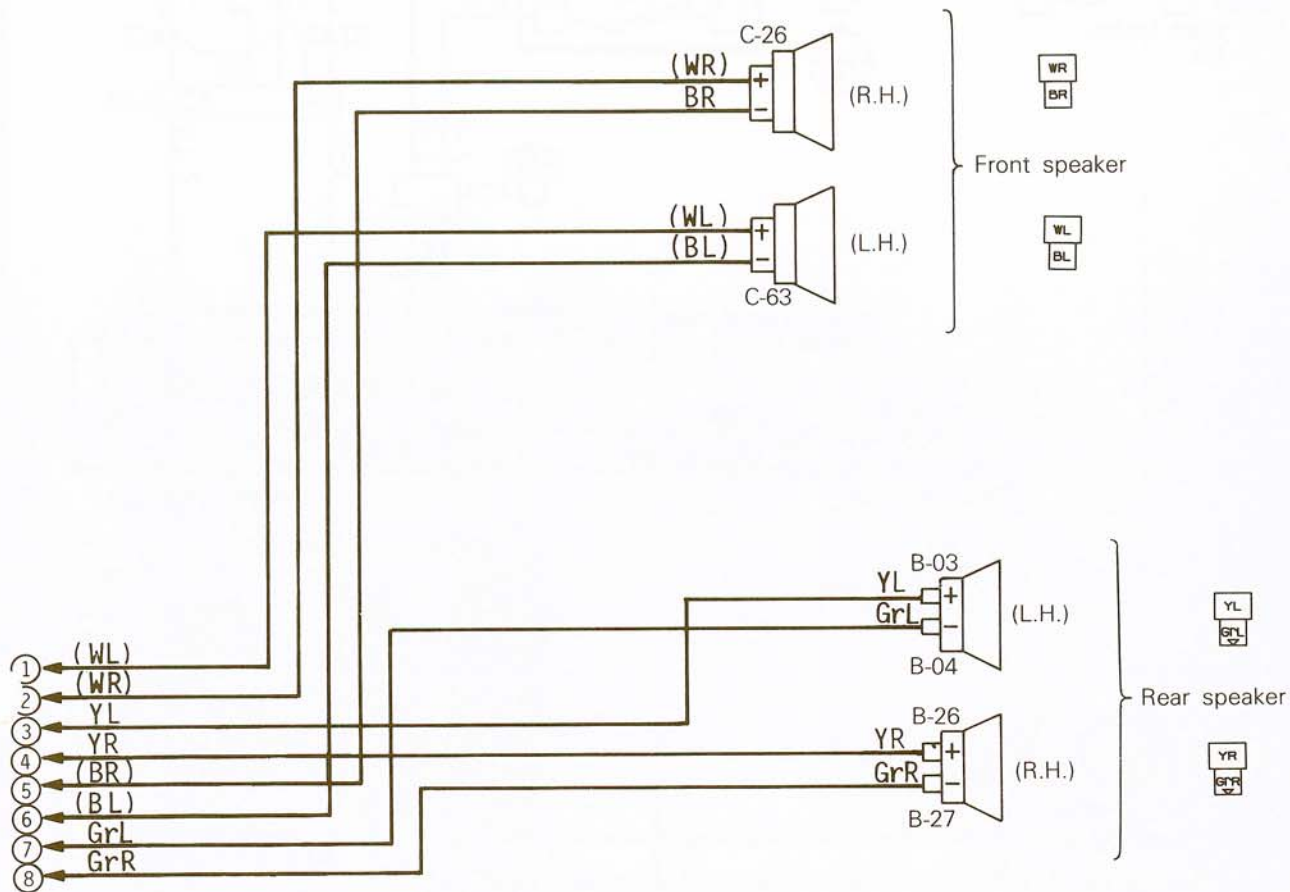 C-26
(WR)
BR
+
−
(R.H.)
WR
BR
Front speaker
(WL)
(BL)
+
−
(L.H.)
C-63
WL
BL
B-03
YL
GrL
+
−
(L.H.)
B-04
YL
GrL
Rear speaker
B-26
YR
GrR
+
−
(R.H.)
B-27
YR
GrR
1 (WL)
2 (WR)
3 YL
4 YR
5 (BR)
6 (BL)
7 GrL
8 GrR